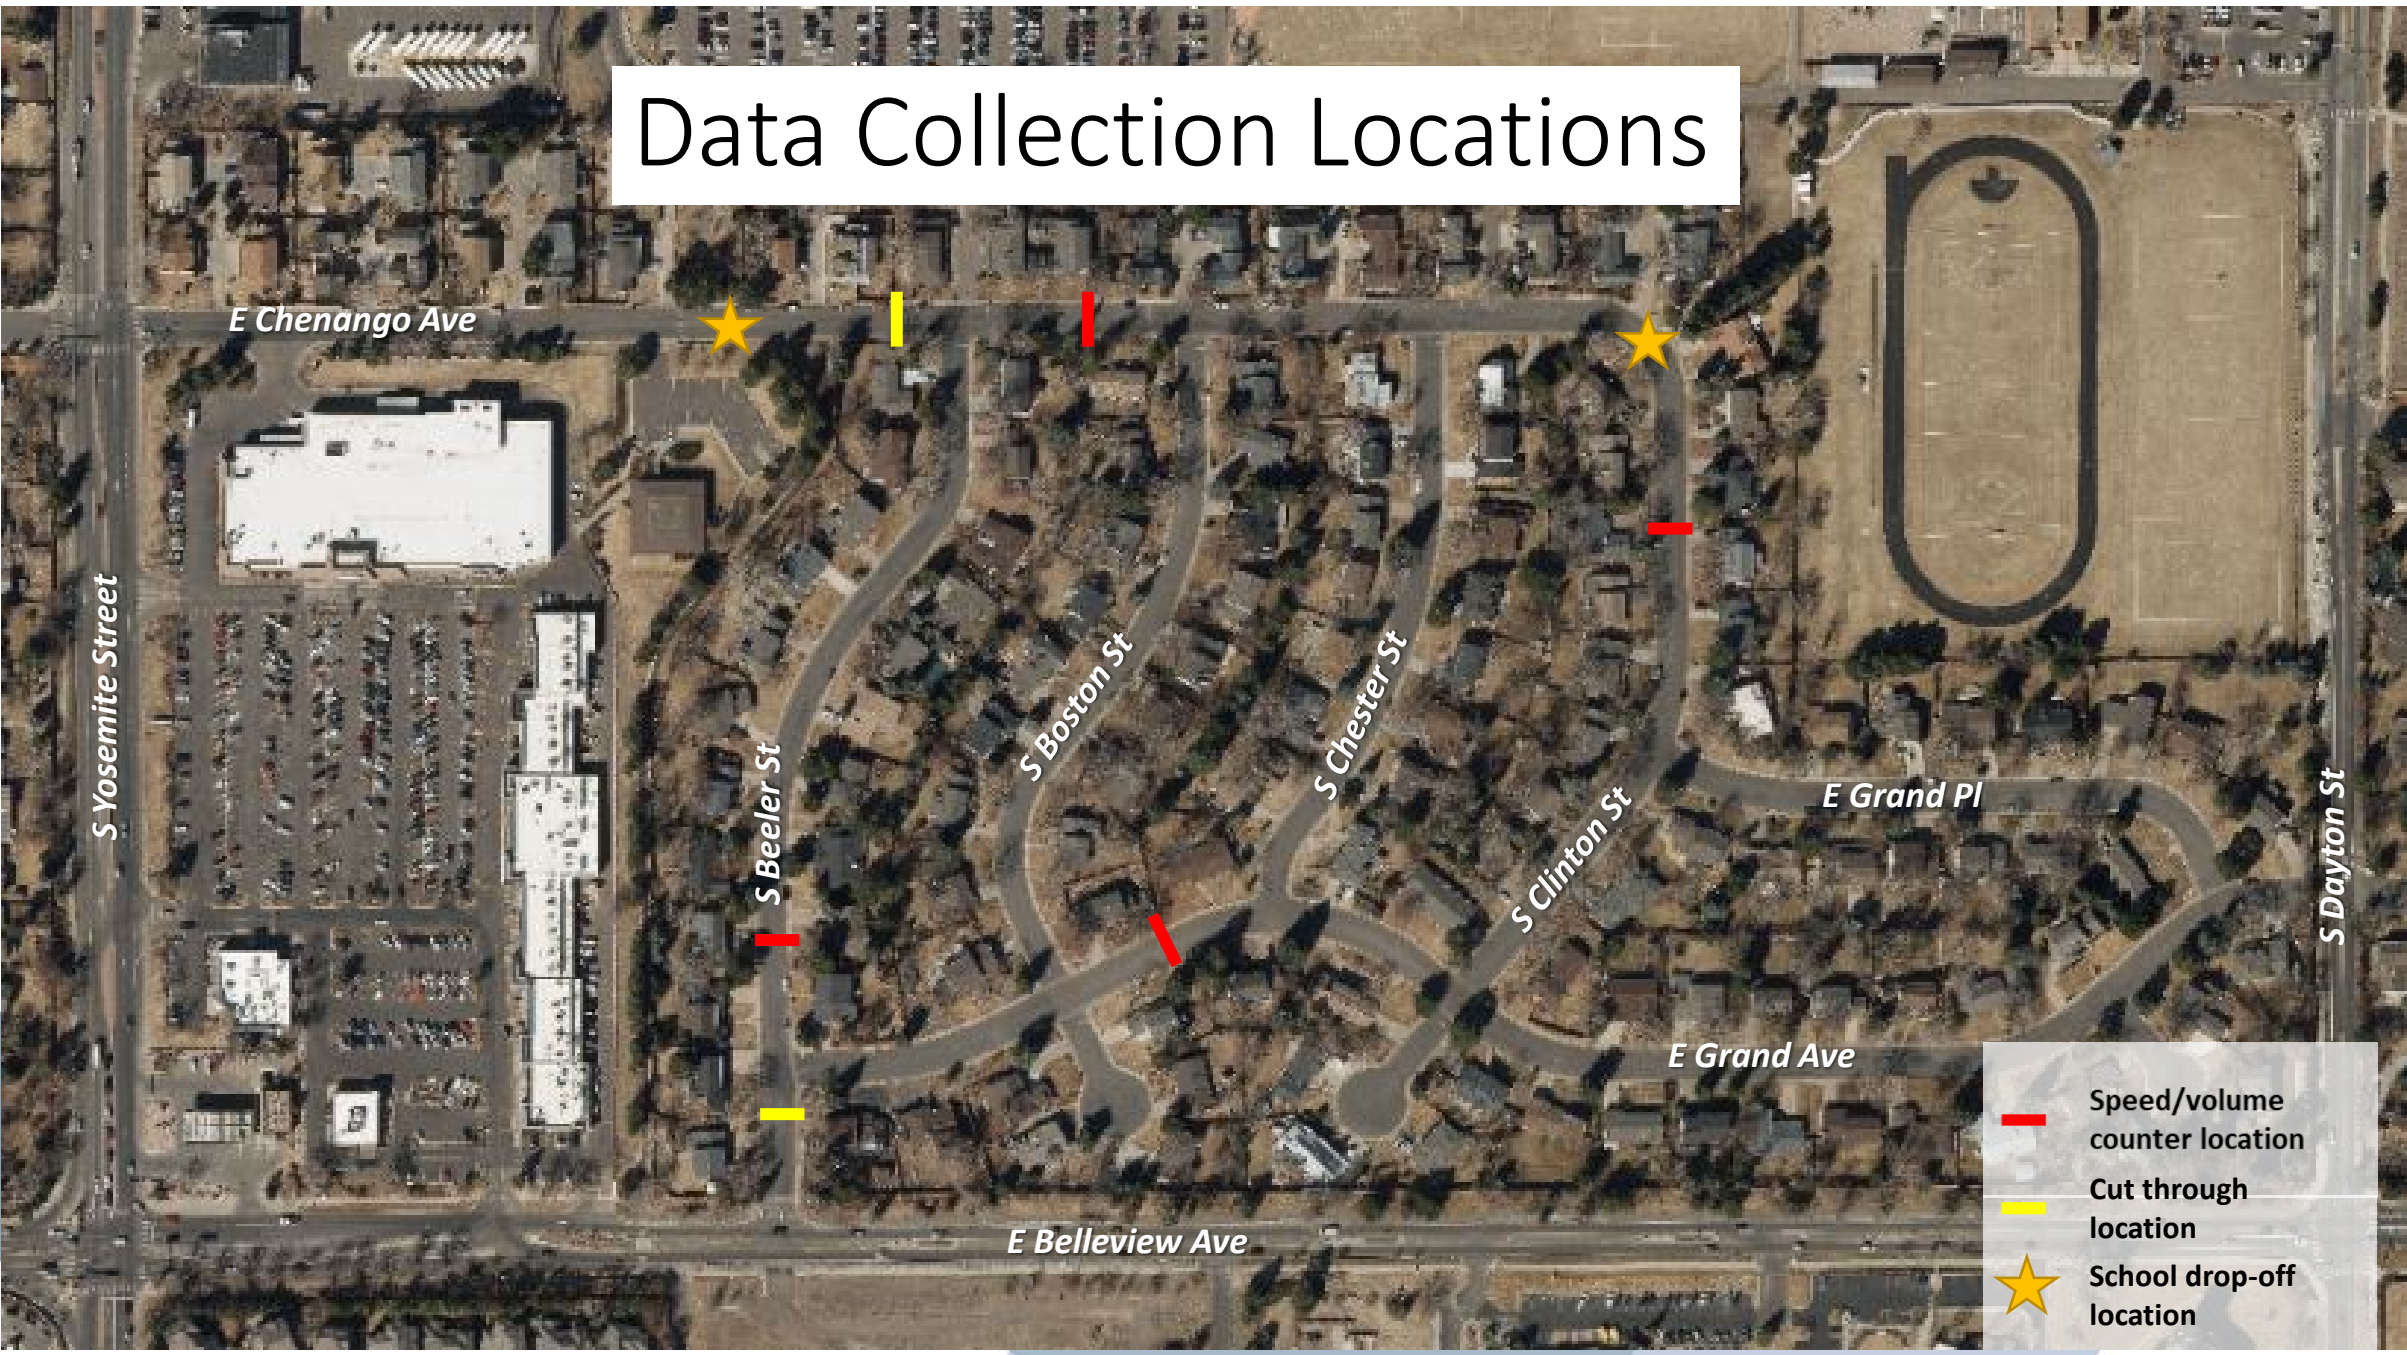 Data Collection Locations
E Chenango Ave
S Yosemite Street
S Beeler St
S Boston St
S Chester St
S Clinton St
E Grand Pl
S Dayton St
E Grand Ave
E Belleview Ave
Speed/volume
counter location
Cut through
location
School drop-off
location